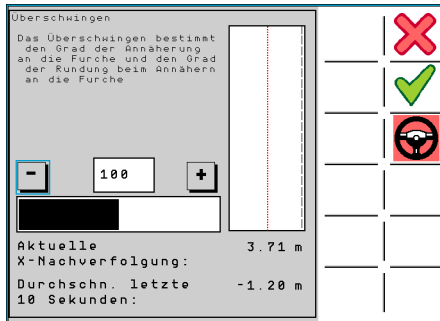 Überschwingen
Das Überschwingen bestimmt
den Grad der Annäherung
an die Furche und den Grad
der Rundung beim Annähern
an die Furche
- 100 +
Aktuelle 3.71 m
X-Nachverfolgung:
Durchschn. letzte -1.20 m
10 Sekunden: